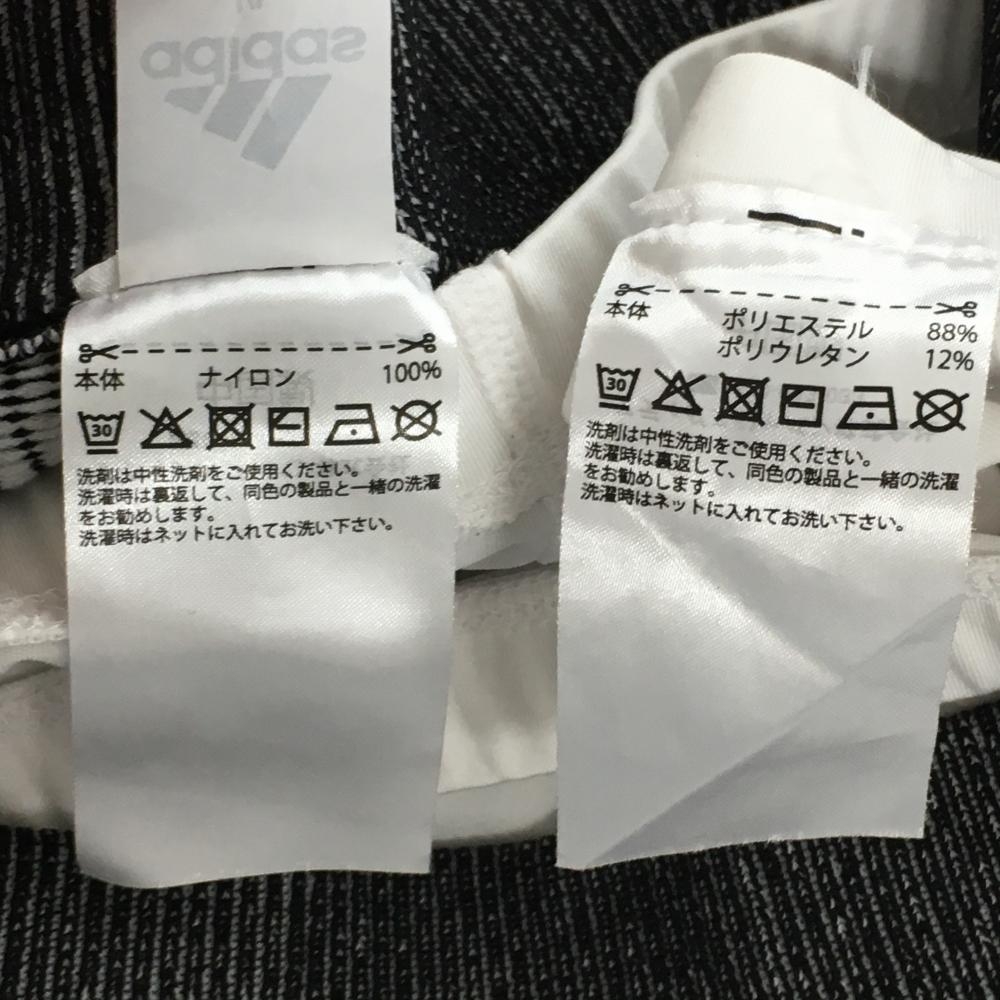 adidas
本体 ナイロン 100%
30
洗剤は中性洗剤をご使用ください。
洗濯時は裏返して、同色の製品と一緒の洗濯
をお勧めします。
洗濯時はネットに入れてお洗い下さい。
本体 ポリエステル 88%
ポリウレタン 12%
30
洗剤は中性洗剤をご使用ください。
洗濯時は裏返して、同色の製品と一緒の洗濯
をお勧めします。
洗濯時はネットに入れてお洗い下さい。